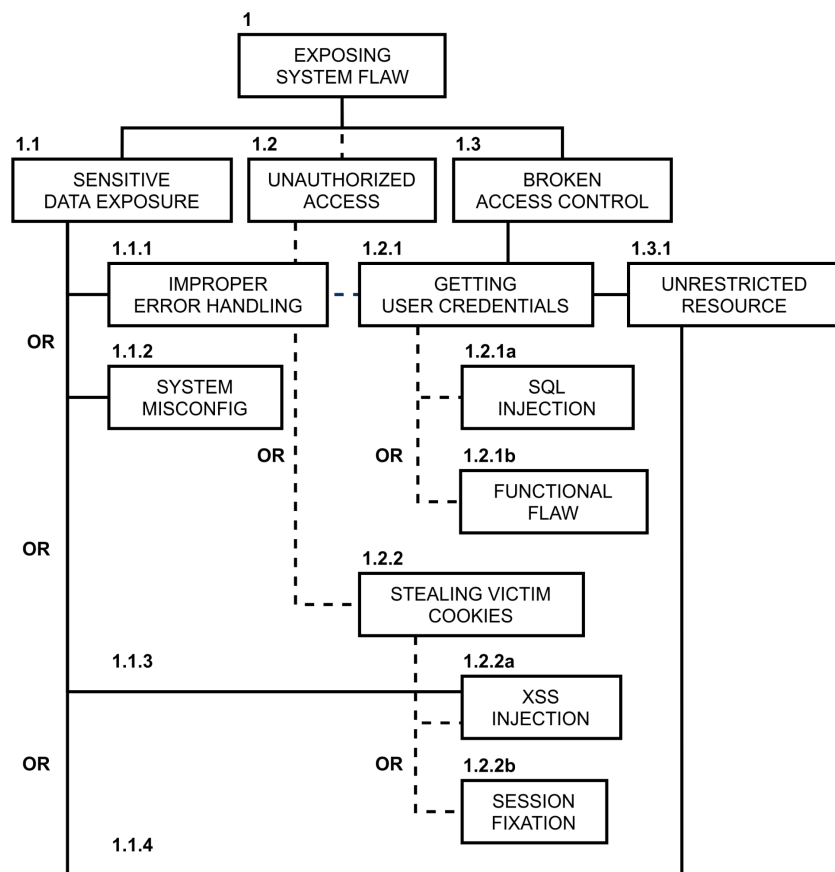 1
EXPOSING
SYSTEM FLAW
1.1
1.2
1.3
SENSITIVE
DATA EXPOSURE
UNAUTHORIZED
ACCESS
BROKEN
ACCESS CONTROL
1.1.1
1.2.1
1.3.1
IMPROPER
ERROR HANDLING
GETTING
USER CREDENTIALS
UNRESTRICTED
RESOURCE
OR
1.1.2
1.2.1a
SYSTEM
MISCONFIG
SQL
INJECTION
OR
OR
1.2.1b
FUNCTIONAL
FLAW
OR
1.2.2
STEALING VICTIM
COOKIES
1.1.3
1.2.2a
XSS
INJECTION
OR
OR
1.2.2b
SESSION
FIXATION
1.1.4